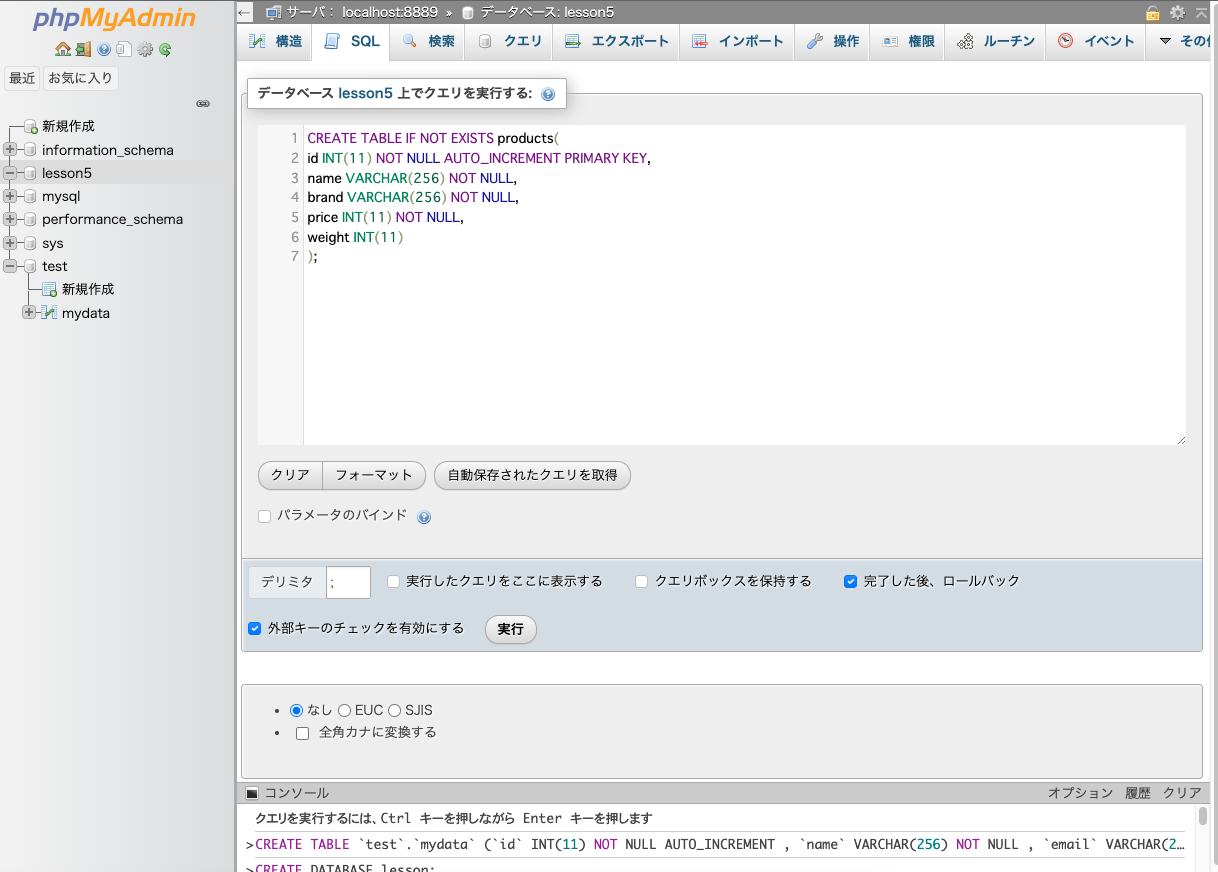 phpMyAdmin
最近 お気に入り
新規作成
information_schema
lesson5
mysql
performance_schema
sys
test
新規作成
mydata
サーバ： localhost:8889 » データベース: lesson5
構造 SQL 検索 クエリ エクスポート インポート 操作 権限 ルーチン イベント
データベース lesson5 上でクエリを実行する:
1 CREATE TABLE IF NOT EXISTS products(
2 id INT(11) NOT NULL AUTO_INCREMENT PRIMARY KEY,
3 name VARCHAR(256) NOT NULL,
4 brand VARCHAR(256) NOT NULL,
5 price INT(11) NOT NULL,
6 weight INT(11)
7 );
クリア フォーマット 自動保存されたクエリを取得
パラメータのバインド
デリミタ ; 実行したクエリをここに表示する クエリボックスを保持する 完了した後、ロールバック
外部キーのチェックを有効にする 実行
なし EUC SJIS
全角カナに変換する
コンソール オプション 履歴 クリア
クエリを実行するには、Ctrl キーを押しながら Enter キーを押します
>CREATE TABLE `test`.`mydata` (`id` INT(11) NOT NULL AUTO_INCREMENT , `name` VARCHAR(256) NOT NULL , `email` VARCHAR(2…
>CREATE DATABASE lesson;